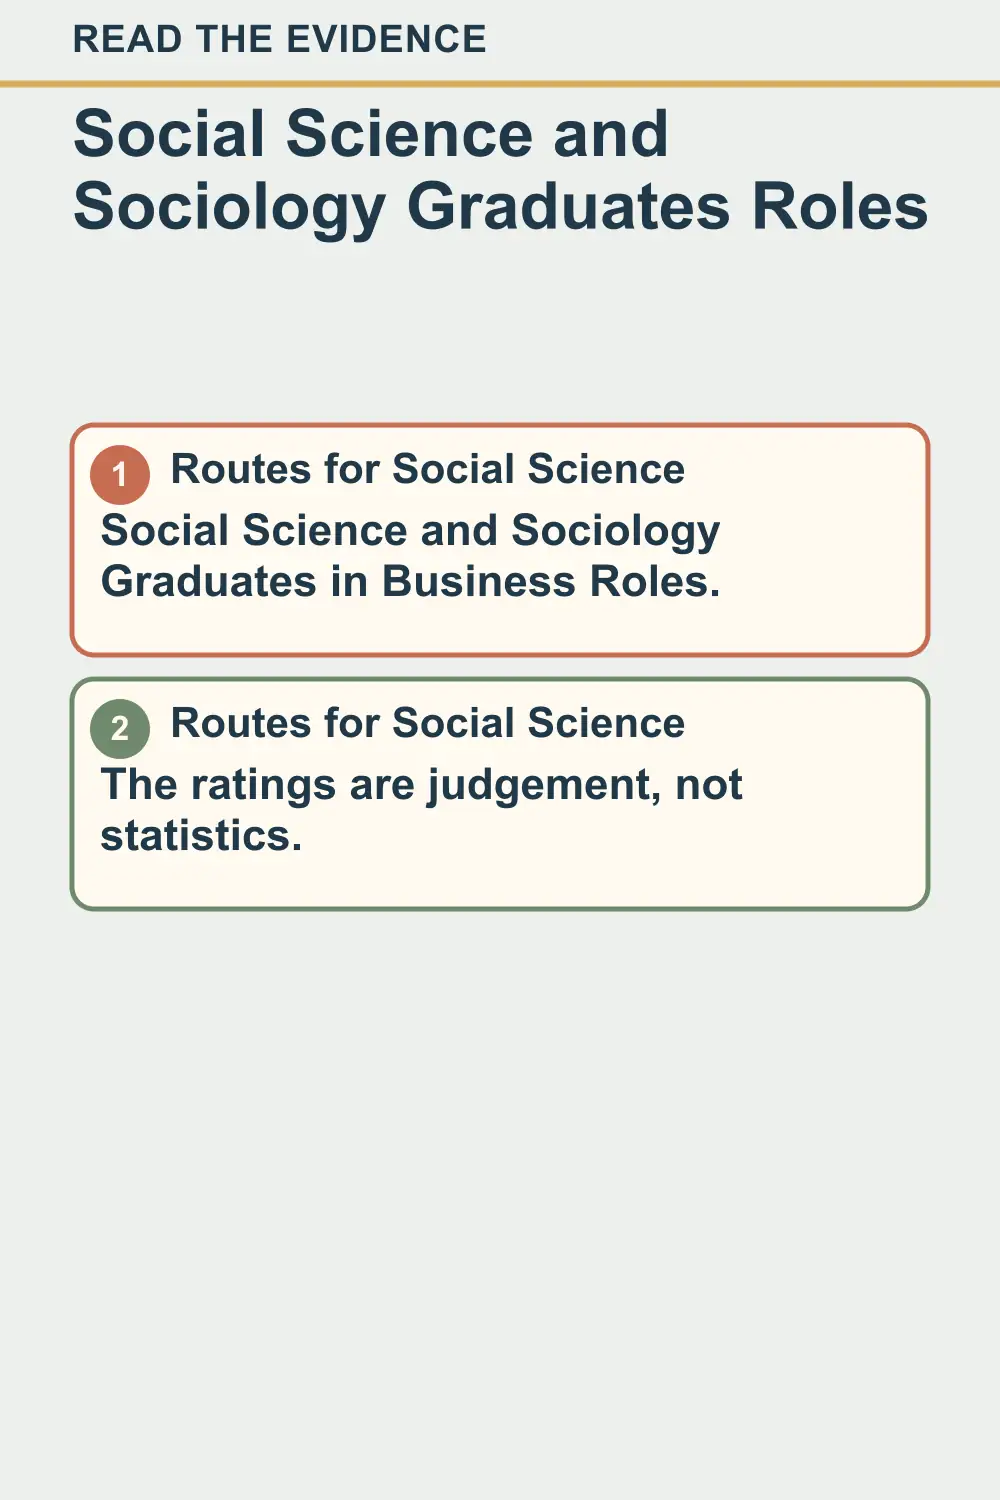 READ THE EVIDENCE
Social Science and
Sociology Graduates Roles
1 Routes for Social Science
Social Science and Sociology
Graduates in Business Roles.
2 Routes for Social Science
The ratings are judgement, not
statistics.